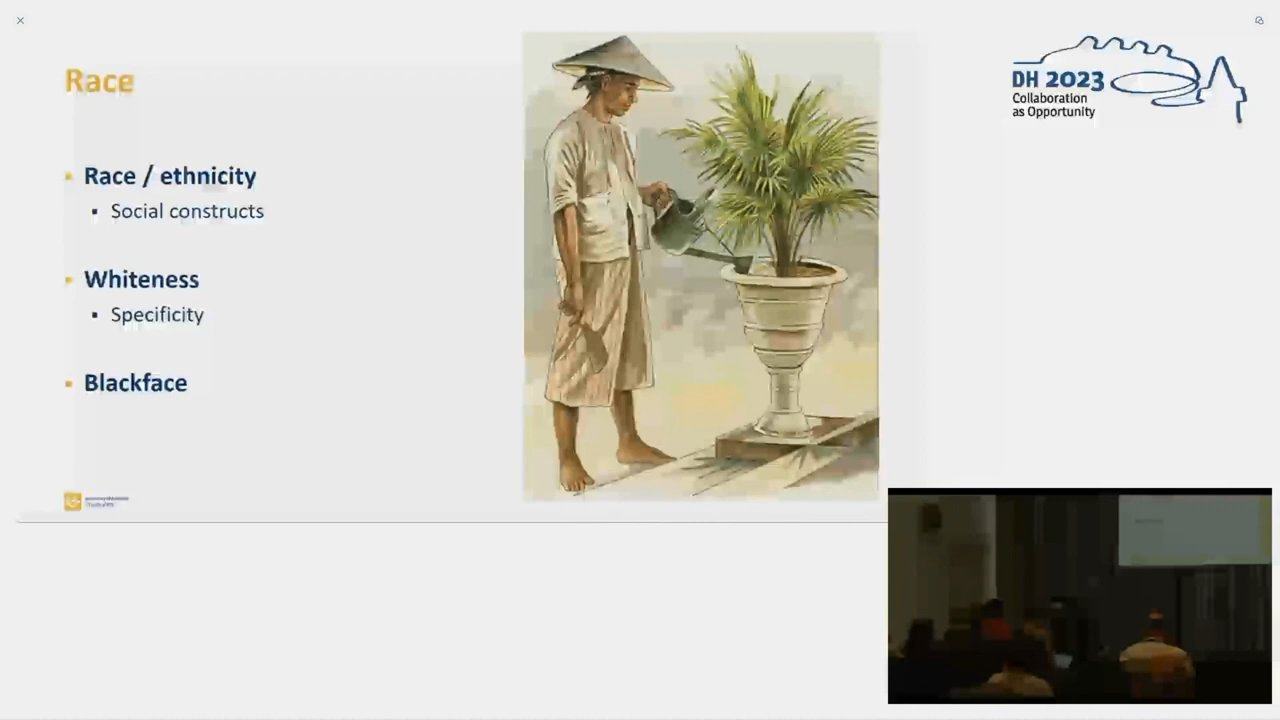 Race
DH 2023
Collaboration
as Opportunity
Race / ethnicity
Social constructs
Whiteness
Specificity
Blackface